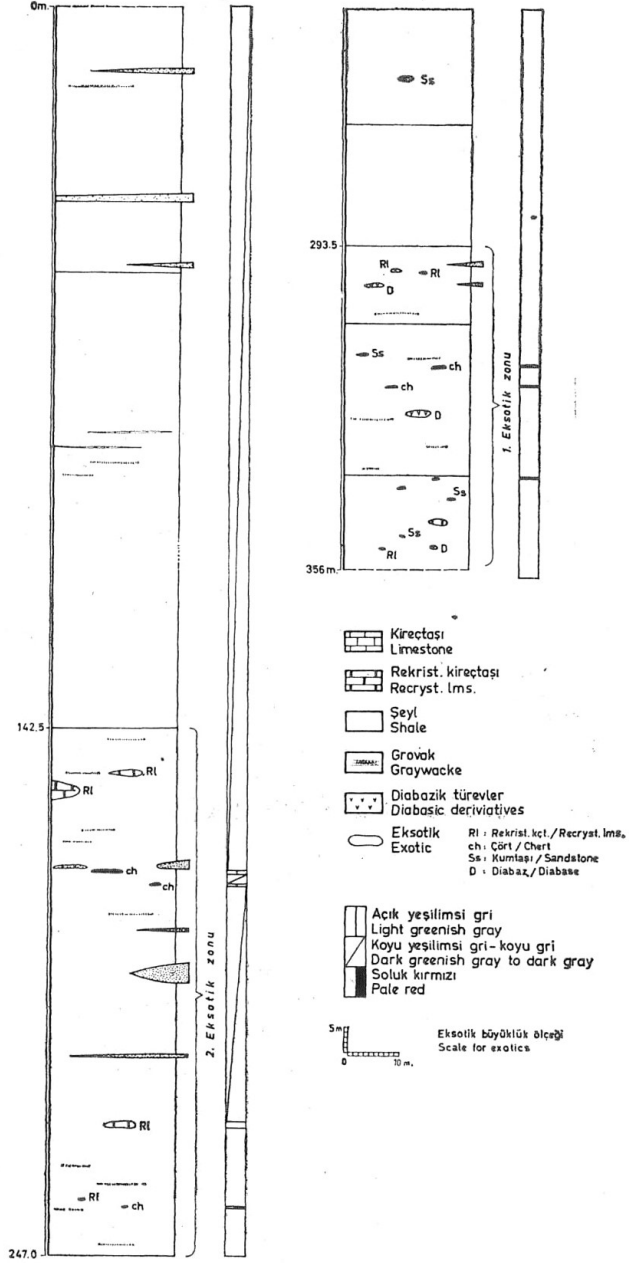 0m.
142.5
Rl
Rl
ch
ch
Rl
Rl
ch
2. Eksotik zonu
247.0
Ss
293.5
Rl
Rl
D
Ss
ch
ch
D
Ss
Ss
D
Rl
1. Eksotik zonu
356m.
Kireçtaşı
Limestone
Rekrist. kireçtaşı
Recryst. lms.
Şeyl
Shale
Grovak
Graywacke
Diabazik türevler
Diabasic deriviatives
Eksotik
Exotic
Rl : Rekrist. kçt./Recryst. lms.
ch : Çört / Chert
Ss : Kumtaşı / Sandstone
D : Diabaz / Diabase
Açık yeşilimsi gri
Light greenish gray
Koyu yeşilimsi gri-koyu gri
Dark greenish gray to dark gray
Soluk kırmızı
Pale red
5m
0
10 m.
Eksotik büyüklük ölçeği
Scale for exotics